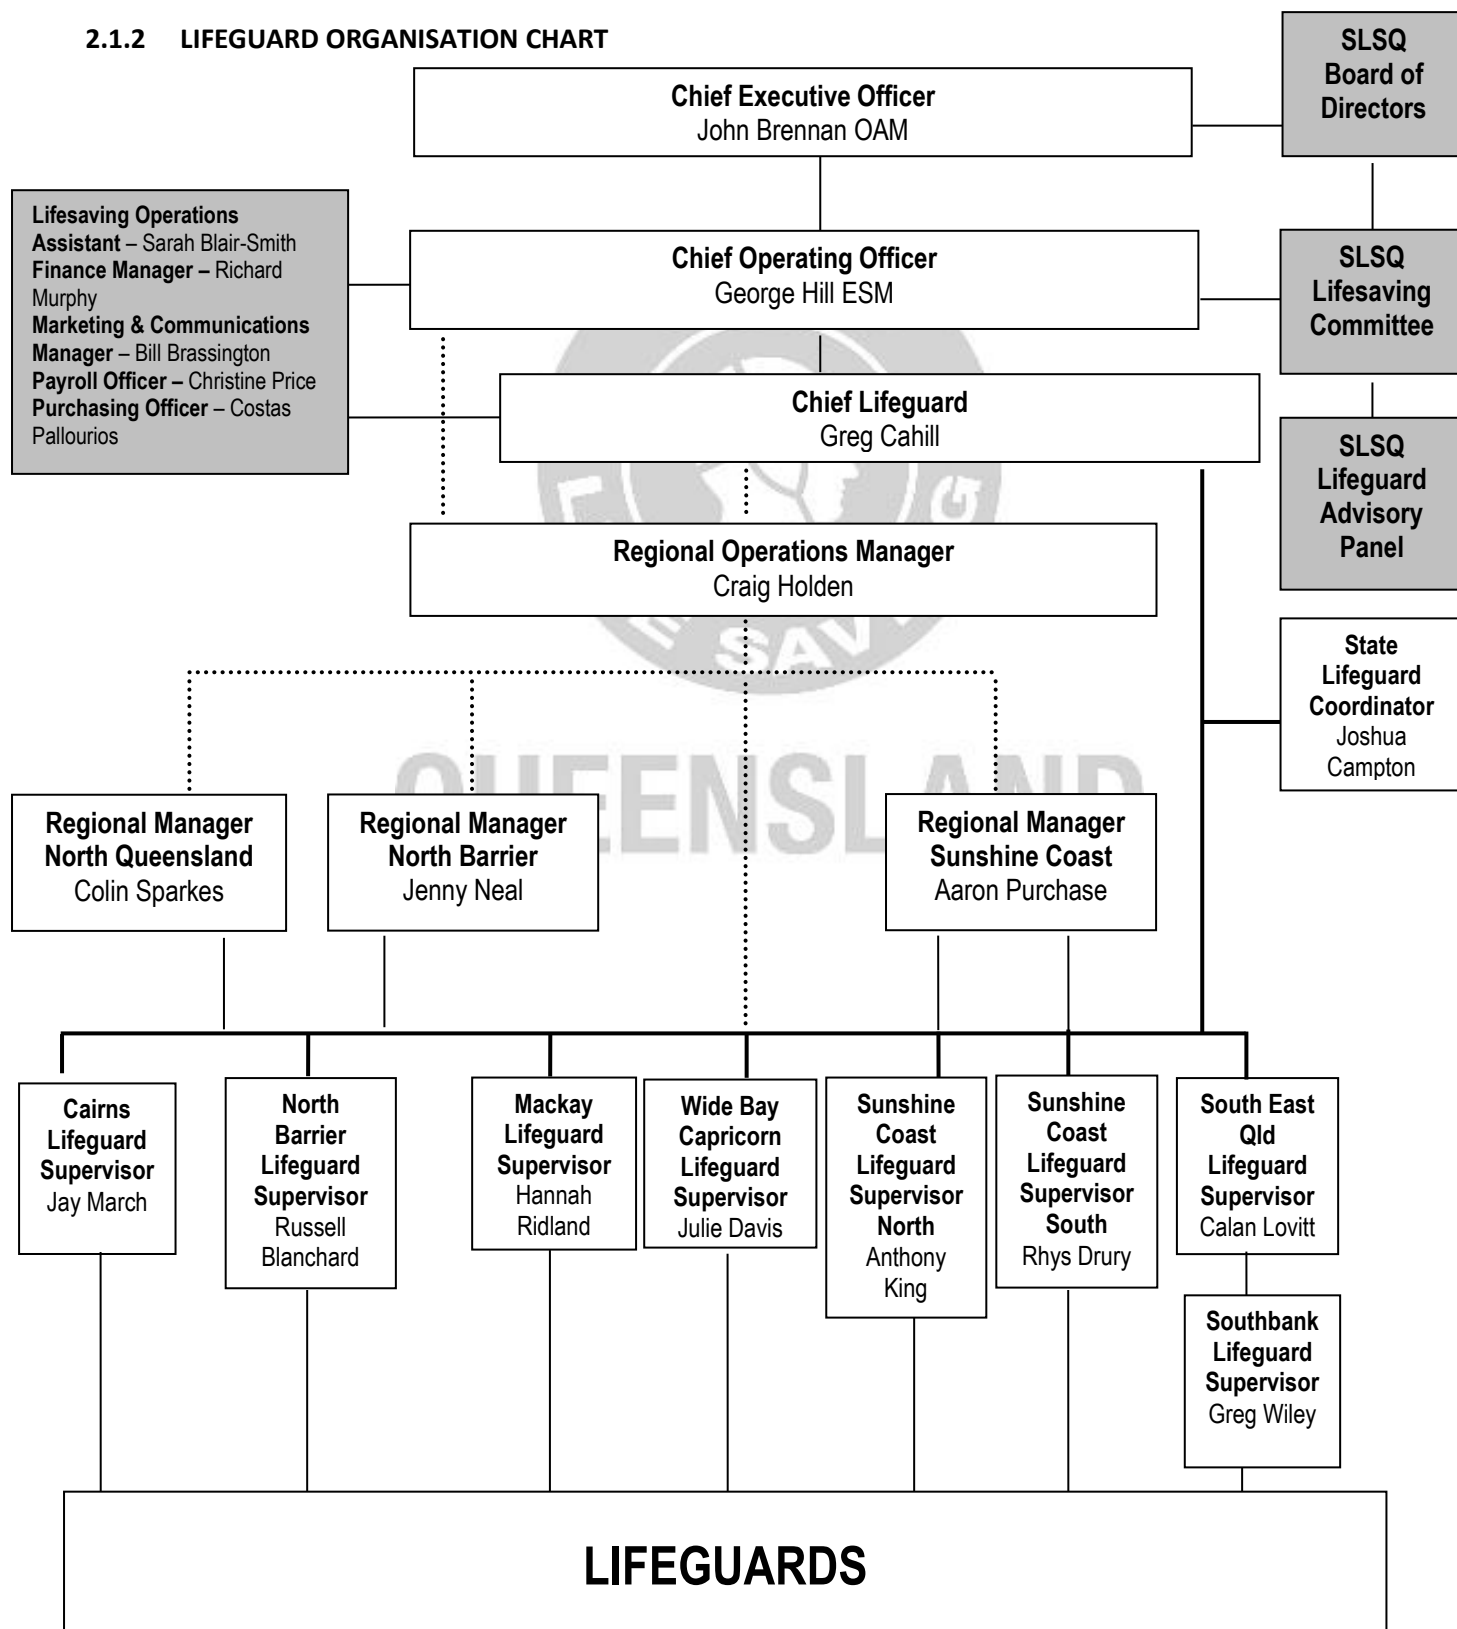 2.1.2 LIFEGUARD ORGANISATION CHART
SLSQ
Board of
Directors
Chief Executive Officer
John Brennan OAM
Lifesaving Operations
Assistant – Sarah Blair-Smith
Finance Manager – Richard
Murphy
Marketing & Communications
Manager – Bill Brassington
Payroll Officer – Christine Price
Purchasing Officer – Costas
Pallourios
Chief Operating Officer
George Hill ESM
SLSQ
Lifesaving
Committee
Chief Lifeguard
Greg Cahill
SLSQ
Lifeguard
Advisory
Panel
Regional Operations Manager
Craig Holden
SAV
State
Lifeguard
Coordinator
Joshua
Campton
QUEENSLAND
Regional Manager
North Queensland
Colin Sparkes
Regional Manager
North Barrier
Jenny Neal
Regional Manager
Sunshine Coast
Aaron Purchase
Cairns
Lifeguard
Supervisor
Jay March
North
Barrier
Lifeguard
Supervisor
Russell
Blanchard
Mackay
Lifeguard
Supervisor
Hannah
Ridland
Wide Bay
Capricorn
Lifeguard
Supervisor
Julie Davis
Sunshine
Coast
Lifeguard
Supervisor
North
Anthony
King
Sunshine
Coast
Lifeguard
Supervisor
South
Rhys Drury
South East
Qld
Lifeguard
Supervisor
Calan Lovitt
Southbank
Lifeguard
Supervisor
Greg Wiley
LIFEGUARDS